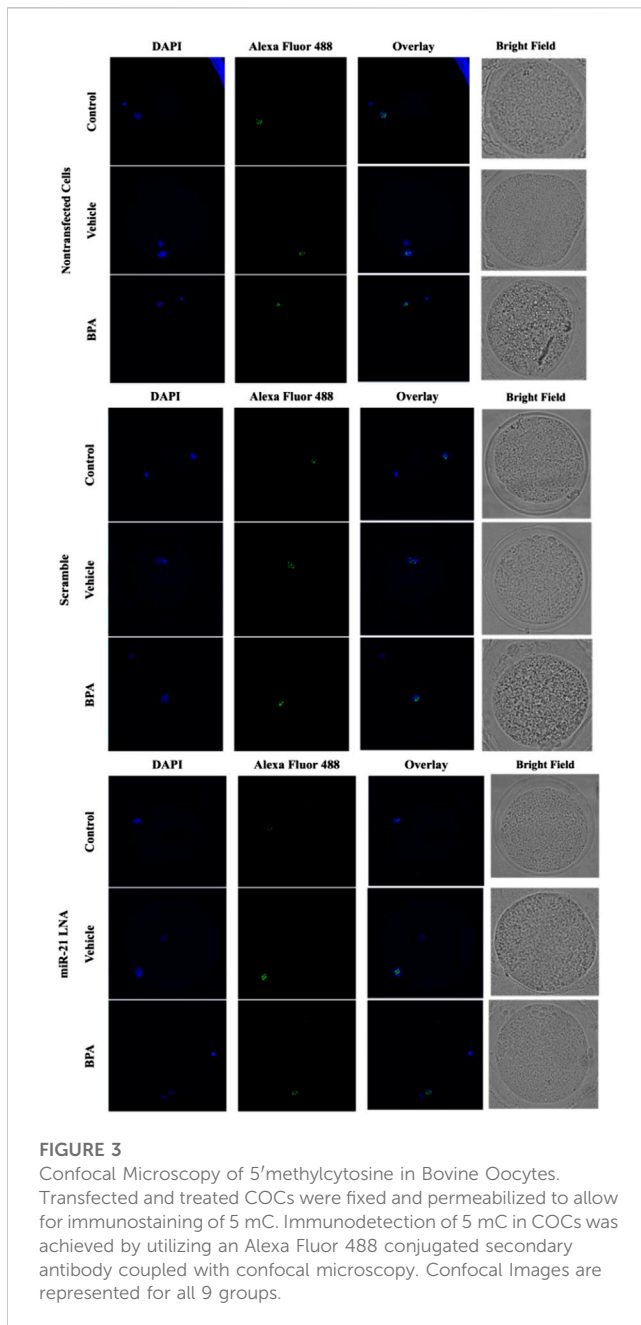 DAPI Alexa Fluor 488 Overlay Bright Field
Nontransfected Cells
Control
Vehicle
BPA
DAPI Alexa Fluor 488 Overlay Bright Field
Scramble
Control
Vehicle
BPA
DAPI Alexa Fluor 488 Overlay Bright Field
miR-21 LNA
Control
Vehicle
BPA
FIGURE 3
Confocal Microscopy of 5′methylcytosine in Bovine Oocytes.
Transfected and treated COCs were fixed and permeabilized to allow
for immunostaining of 5 mC. Immunodetection of 5 mC in COCs was
achieved by utilizing an Alexa Fluor 488 conjugated secondary
antibody coupled with confocal microscopy. Confocal Images are
represented for all 9 groups.